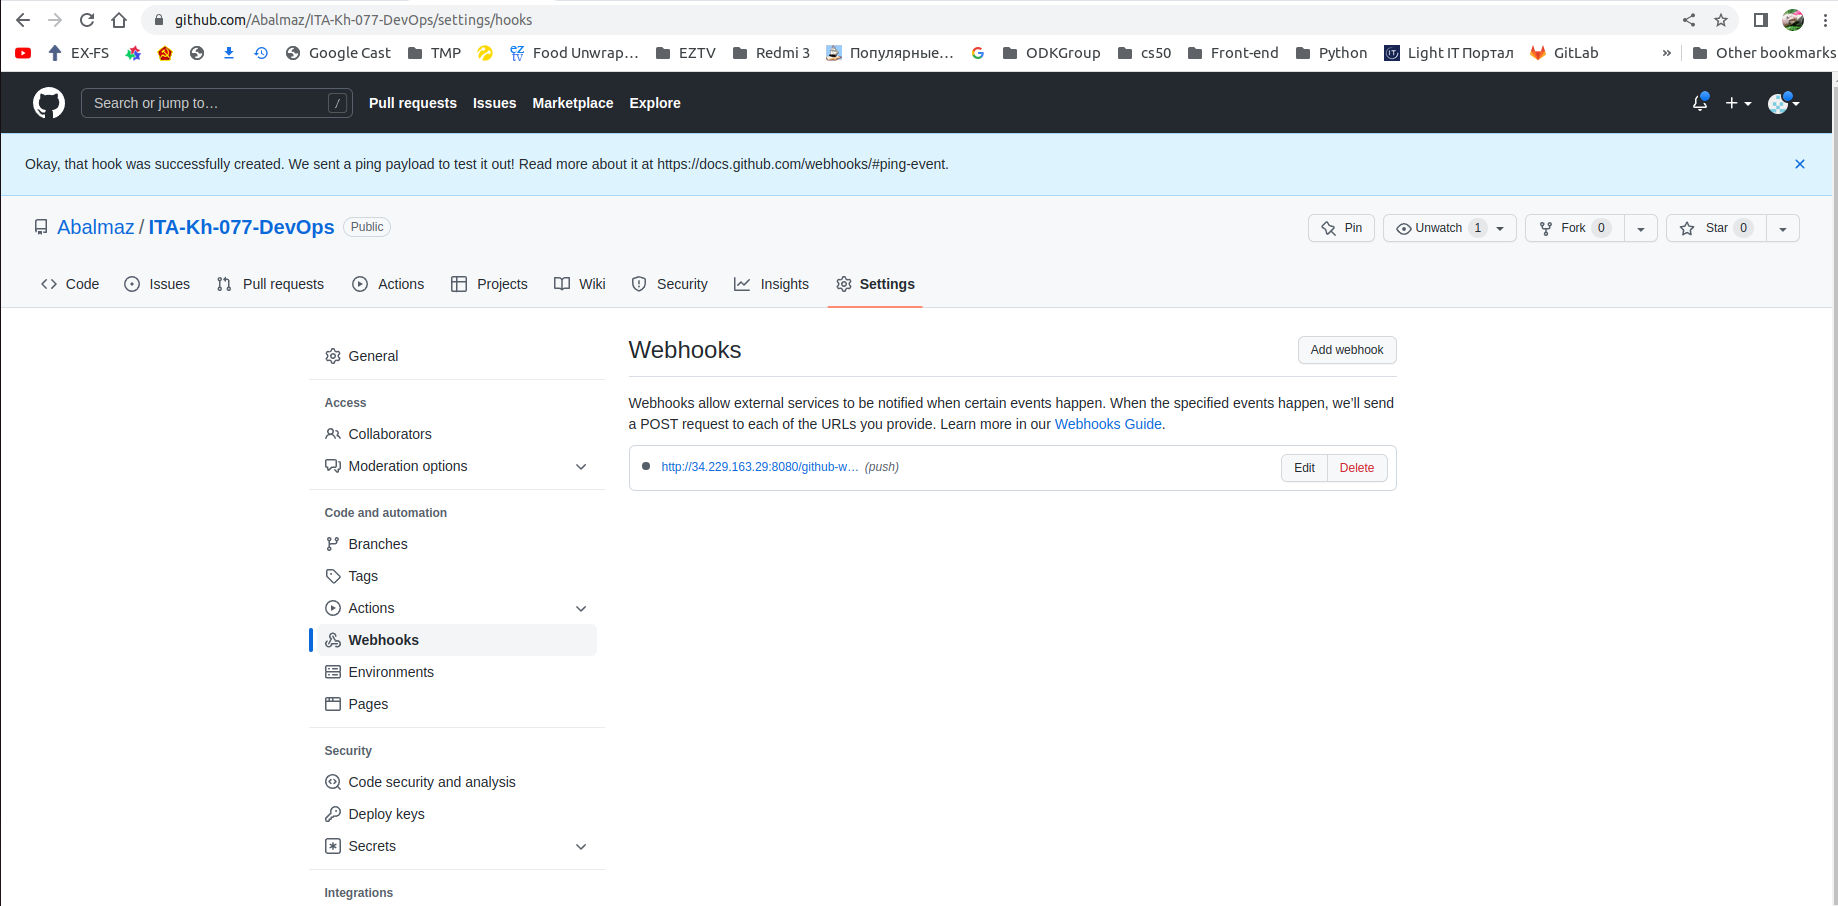 github.com/Abalmaz/ITA-Kh-077-DevOps/settings/hooks
EX-FS Google Cast TMP Food Unwrap... EZTV Redmi 3 Популярные... ODKGroup cs50 Front-end Python Light IT Портал GitLab » Other bookmarks
Search or jump to... / Pull requests Issues Marketplace Explore
Okay, that hook was successfully created. We sent a ping payload to test it out! Read more about it at https://docs.github.com/webhooks/#ping-event.
Abalmaz / ITA-Kh-077-DevOps Public Pin Unwatch 1 Fork 0 Star 0
Code Issues Pull requests Actions Projects Wiki Security Insights Settings
General
Access
Collaborators
Moderation options
Code and automation
Branches
Tags
Actions
Webhooks
Environments
Pages
Security
Code security and analysis
Deploy keys
Secrets
Integrations
Webhooks Add webhook
Webhooks allow external services to be notified when certain events happen. When the specified events happen, we'll send
a POST request to each of the URLs you provide. Learn more in our Webhooks Guide.
http://34.229.163.29:8080/github-w... (push) Edit Delete